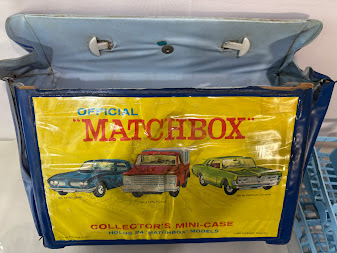 OFFICIAL
"MATCHBOX"
COLLECTOR'S MINI-CASE
HOLDS 24 "MATCHBOX" MODELS